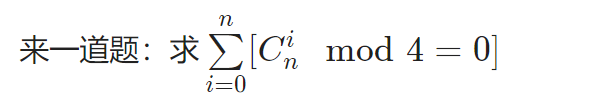 来一道题：求 $\sum_{i=0}^{n} [C_n^i \mod 4 = 0]$